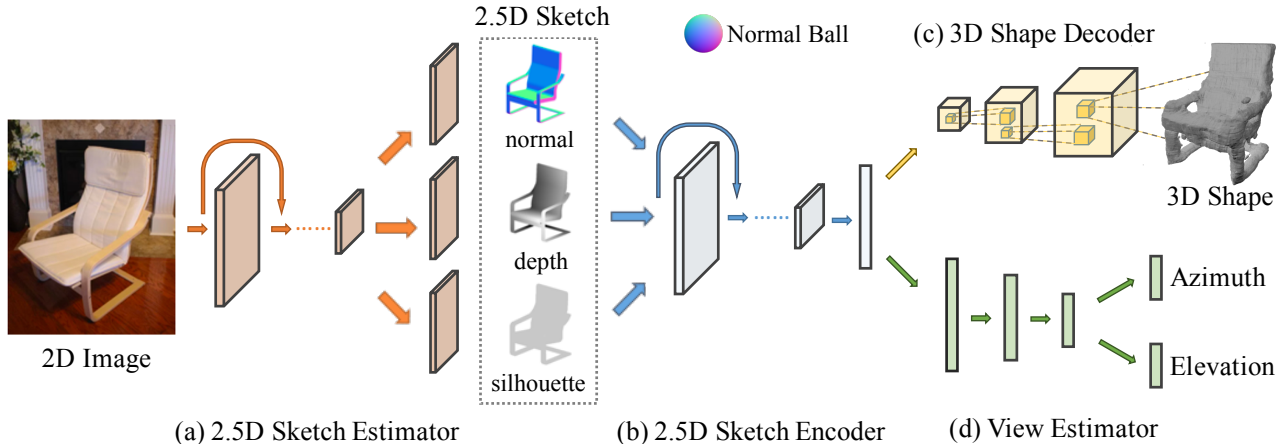 2.5D Sketch
Normal Ball
(c) 3D Shape Decoder
normal
depth
silhouette
2D Image
3D Shape
Azimuth
Elevation
(a) 2.5D Sketch Estimator
(b) 2.5D Sketch Encoder
(d) View Estimator